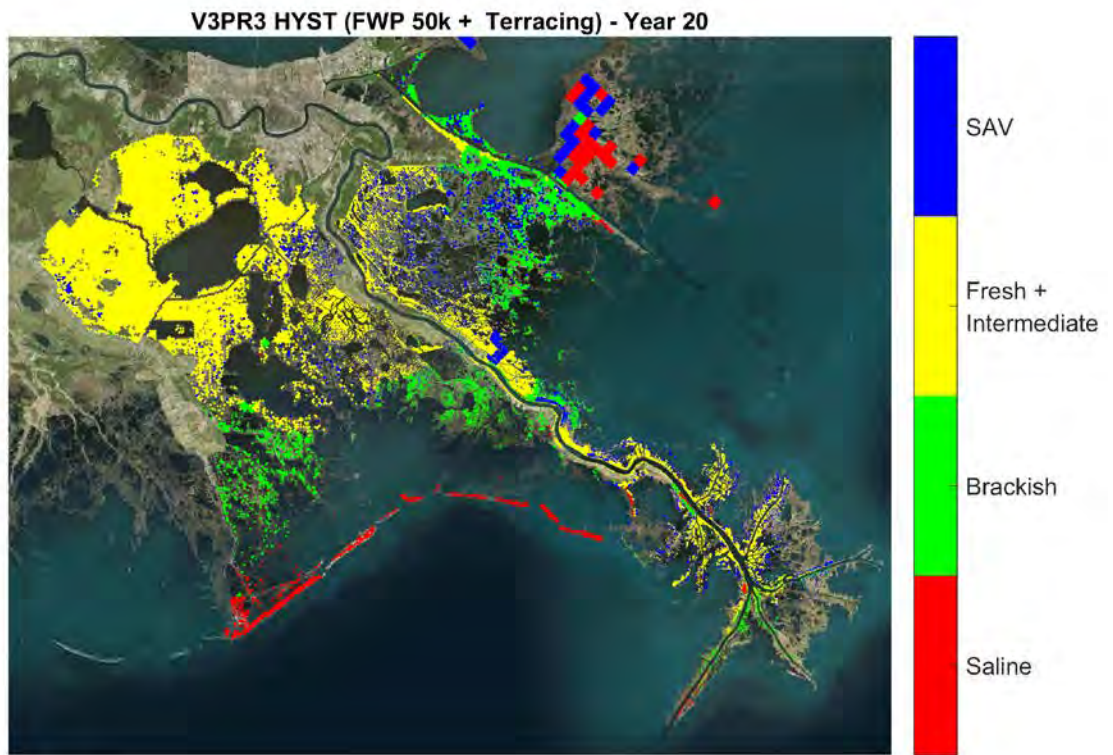 V3PR3 HYST (FWP 50k +  Terracing) - Year 20
SAV
Fresh +
Intermediate
Brackish
Saline